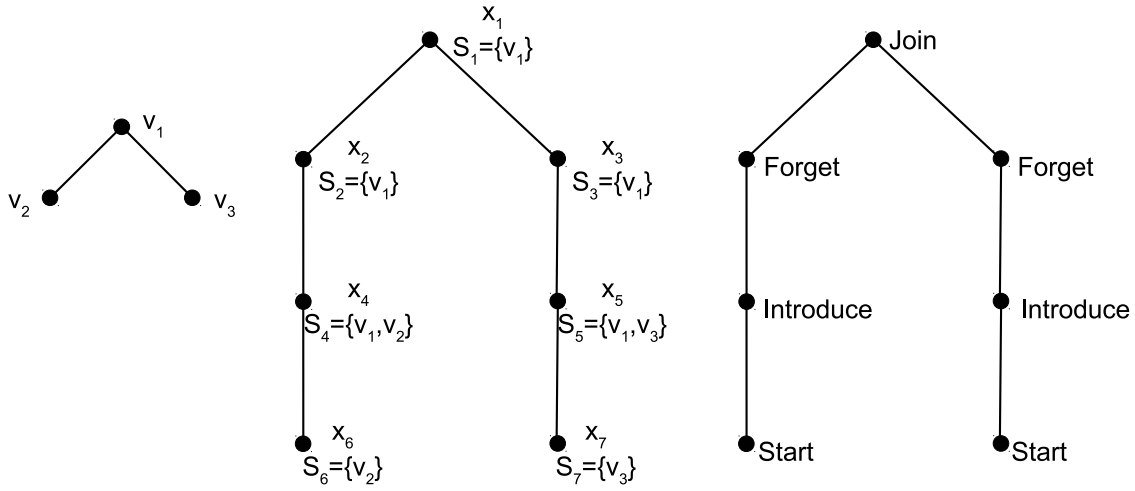 v₁
v₂
v₃
x₁
S₁={v₁}
x₂
S₂={v₁}
x₃
S₃={v₁}
x₄
S₄={v₁,v₂}
x₅
S₅={v₁,v₃}
x₆
S₆={v₂}
x₇
S₇={v₃}
Join
Forget
Forget
Introduce
Introduce
Start
Start